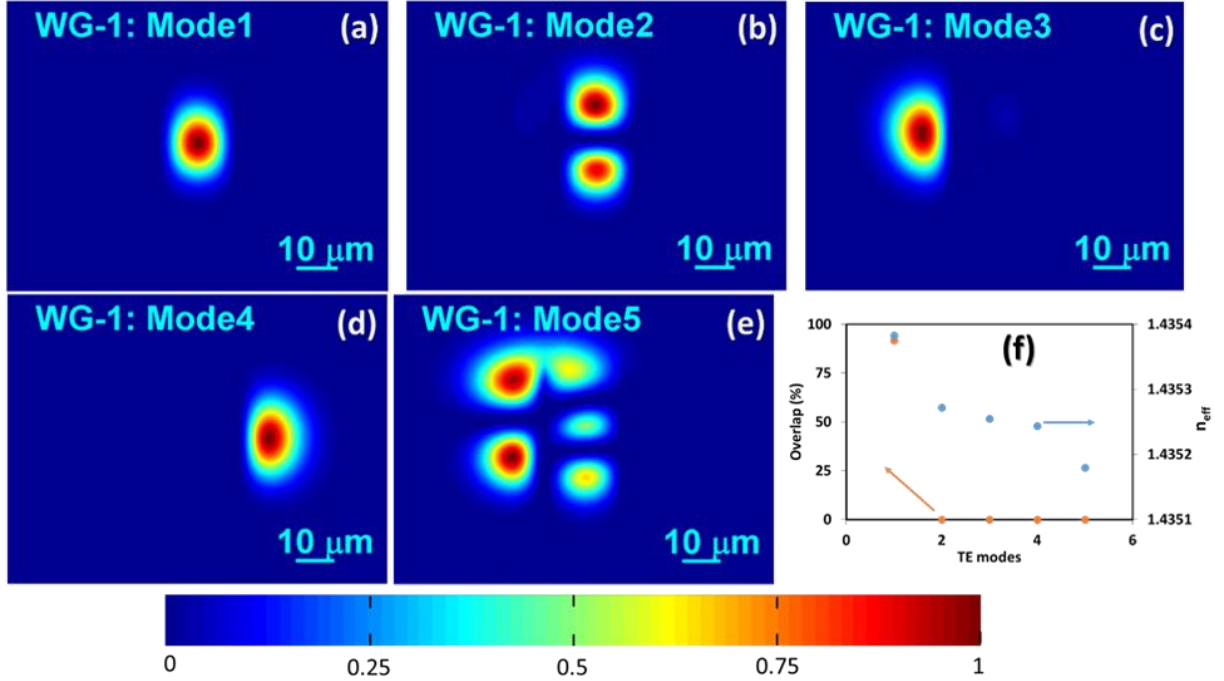 WG-1: Mode1 (a)
10 μm
WG-1: Mode2 (b)
10 μm
WG-1: Mode3 (c)
10 μm
WG-1: Mode4 (d)
10 μm
WG-1: Mode5 (e)
10 μm
(f)
100
75
50
25
0
Overlap (%)
1.4354
1.4353
1.4352
1.4351
neff
0 2 4 6
TE modes
0 0.25 0.5 0.75 1